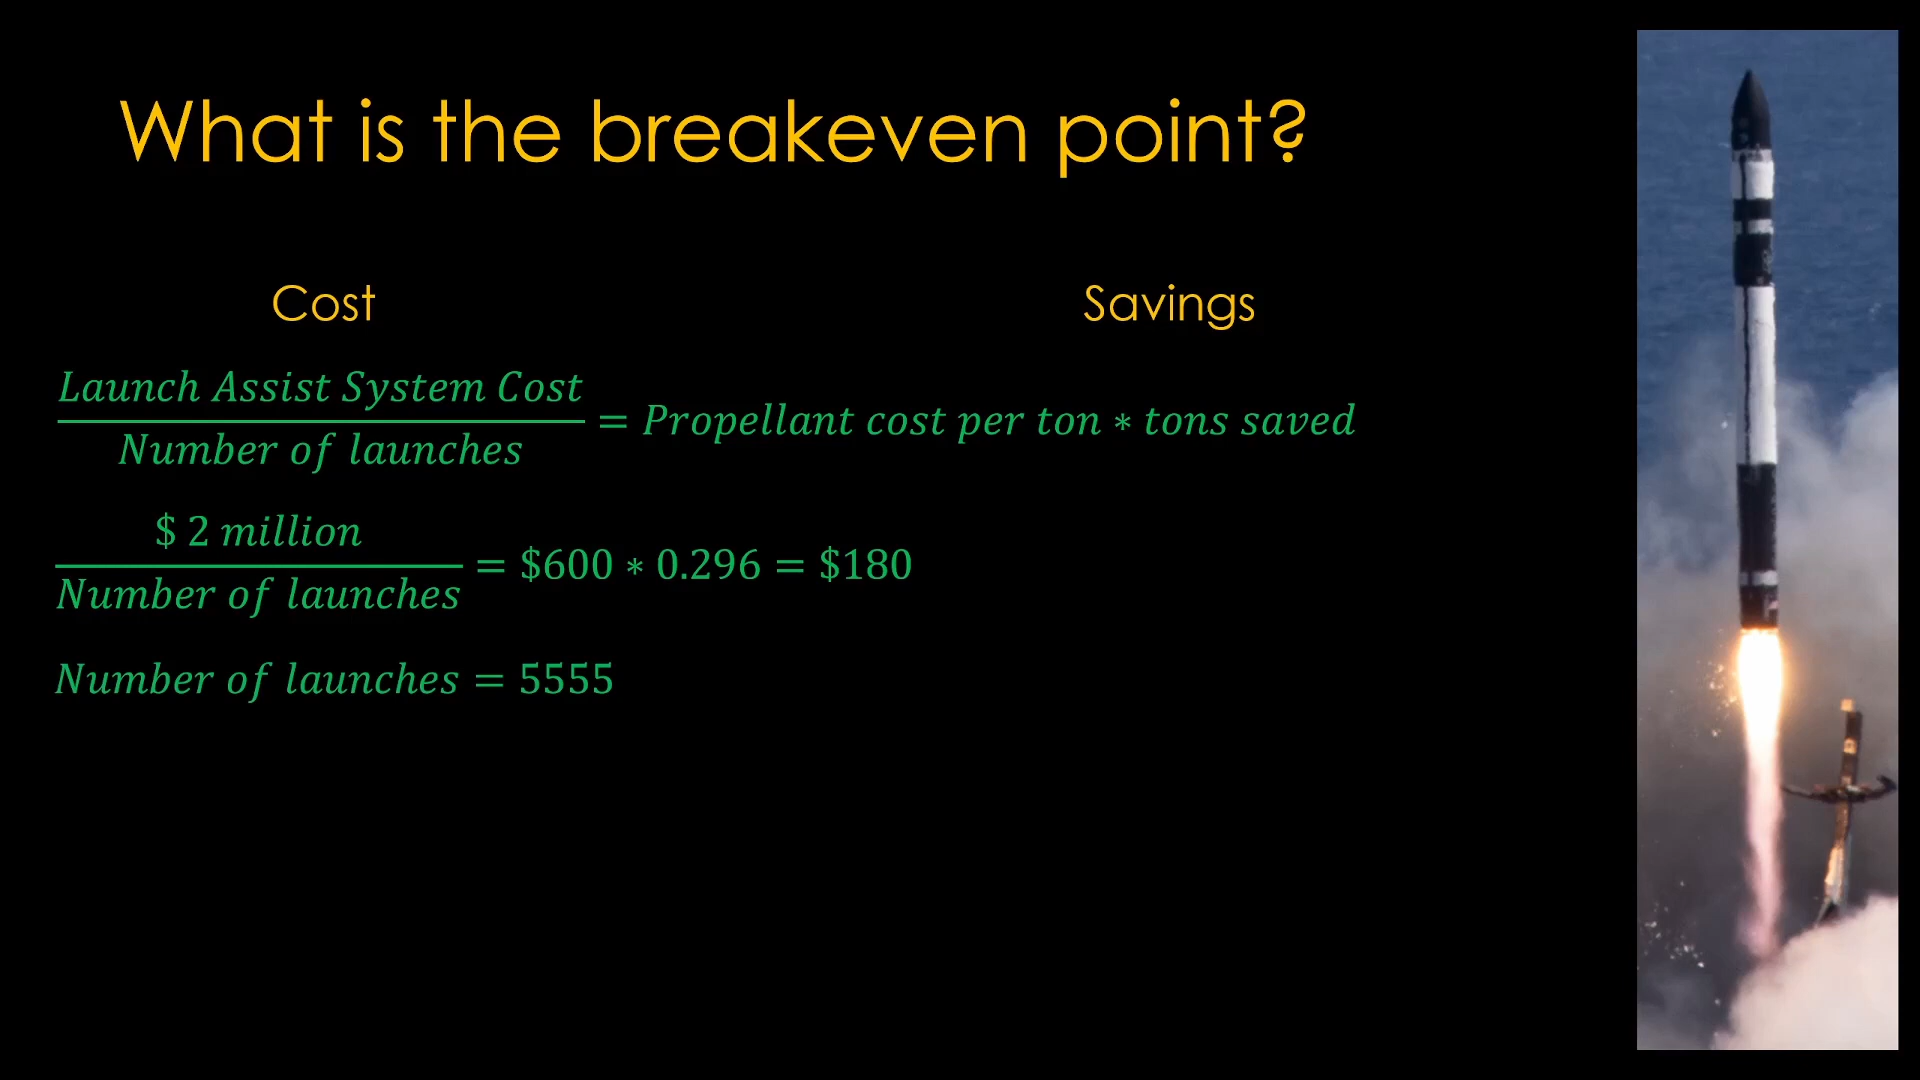 What is the breakeven point?
Cost
Savings
Launch Assist System Cost
Number of launches
= Propellant cost per ton * tons saved
$ 2 million
Number of launches
= $600 * 0.296 = $180
Number of launches = 5555